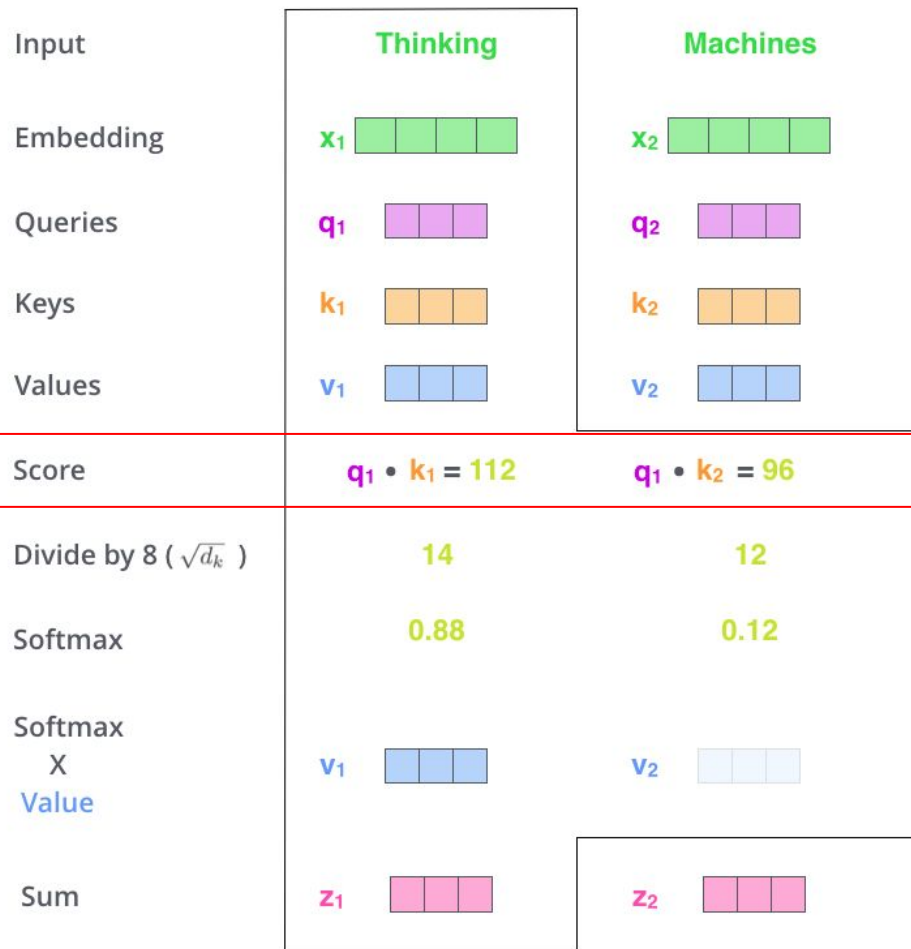 Input Thinking Machines
Embedding x₁ x₂
Queries q₁ q₂
Keys k₁ k₂
Values v₁ v₂
Score q₁ • k₁ = 112 q₁ • k₂ = 96
Divide by 8 ( √dₖ ) 14 12
Softmax 0.88 0.12
Softmax
X v₁ v₂
Value
Sum z₁ z₂